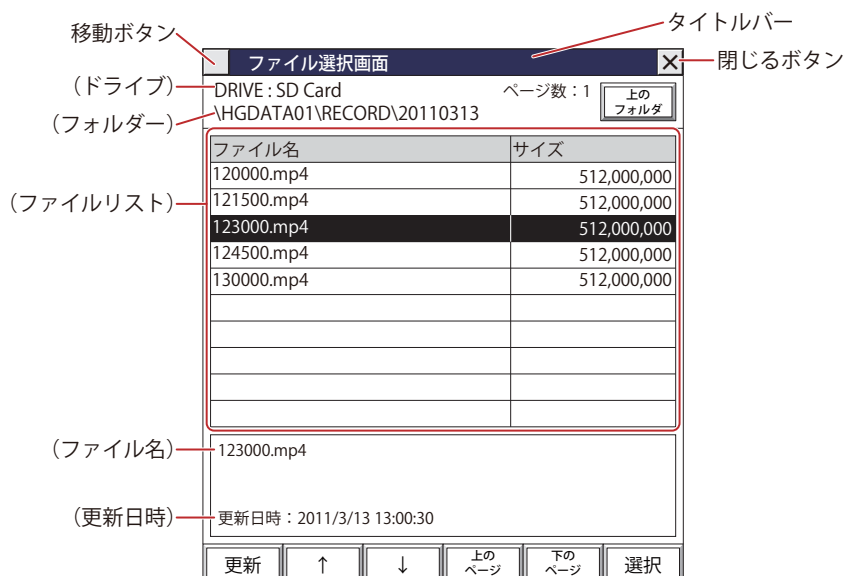 移動ボタン
タイトルバー
ファイル選択画面
×
閉じるボタン
(ドライブ)
DRIVE : SD Card
ページ数：1
上の
フォルダ
(フォルダー)
\HGDATA01\RECORD\20110313
ファイル名 サイズ
120000.mp4 512,000,000
121500.mp4 512,000,000
(ファイルリスト)
123000.mp4 512,000,000
124500.mp4 512,000,000
130000.mp4 512,000,000
(ファイル名)
123000.mp4
(更新日時)
更新日時：2011/3/13 13:00:30
更新
↑
↓
上の
ページ
下の
ページ
選択